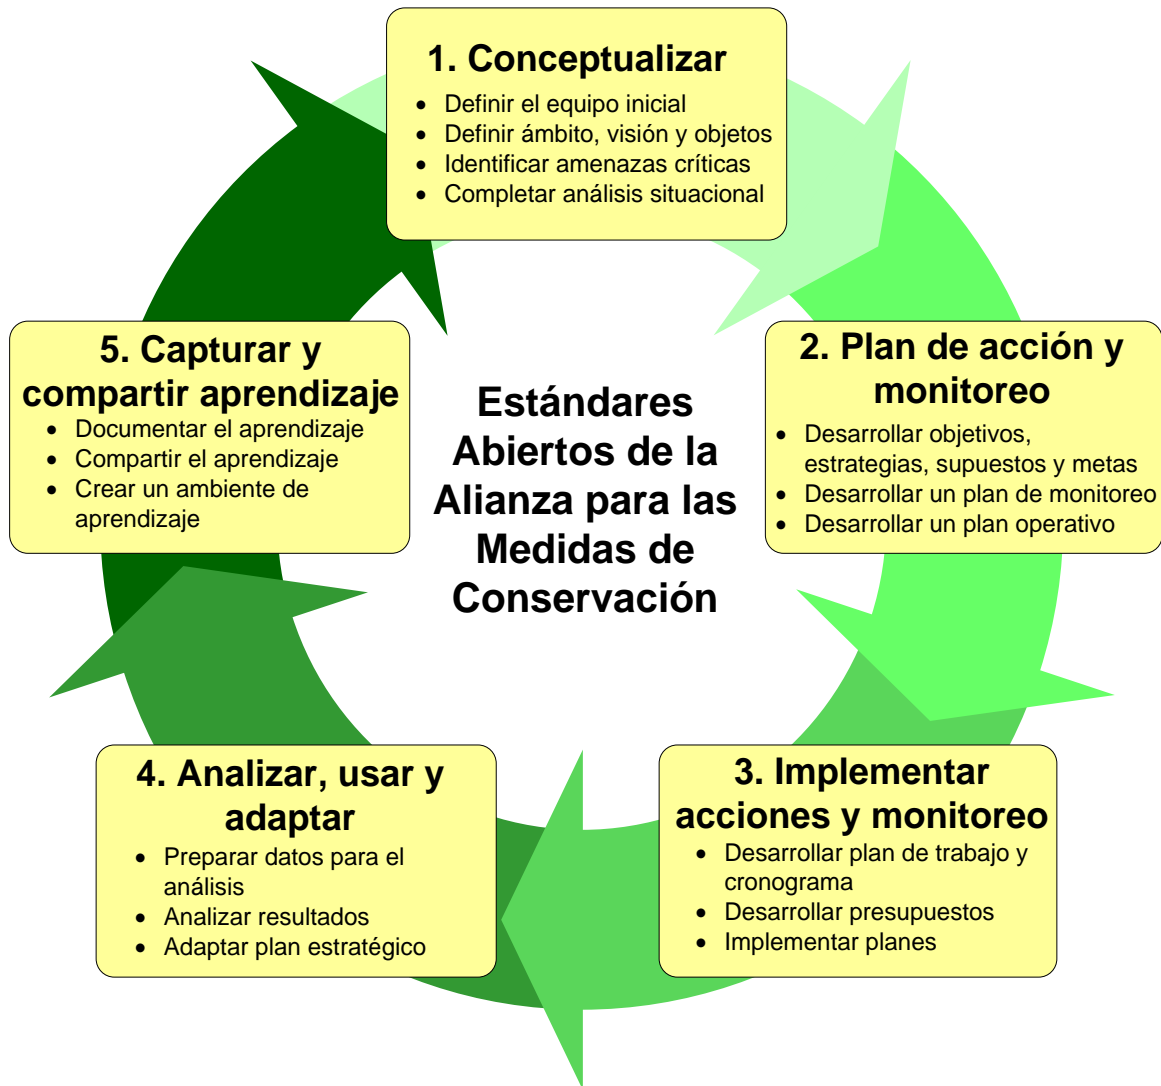 1. Conceptualizar
• Definir el equipo inicial
• Definir ámbito, visión y objetos
• Identificar amenazas críticas
• Completar análisis situacional
2. Plan de acción y
monitoreo
• Desarrollar objetivos,
estrategias, supuestos y metas
• Desarrollar un plan de monitoreo
• Desarrollar un plan operativo
3. Implementar
acciones y monitoreo
• Desarrollar plan de trabajo y
cronograma
• Desarrollar presupuestos
• Implementar planes
4. Analizar, usar y
adaptar
• Preparar datos para el
análisis
• Analizar resultados
• Adaptar plan estratégico
5. Capturar y
compartir aprendizaje
• Documentar el aprendizaje
• Compartir el aprendizaje
• Crear un ambiente de
aprendizaje
Estándares
Abiertos de la
Alianza para las
Medidas de
Conservación